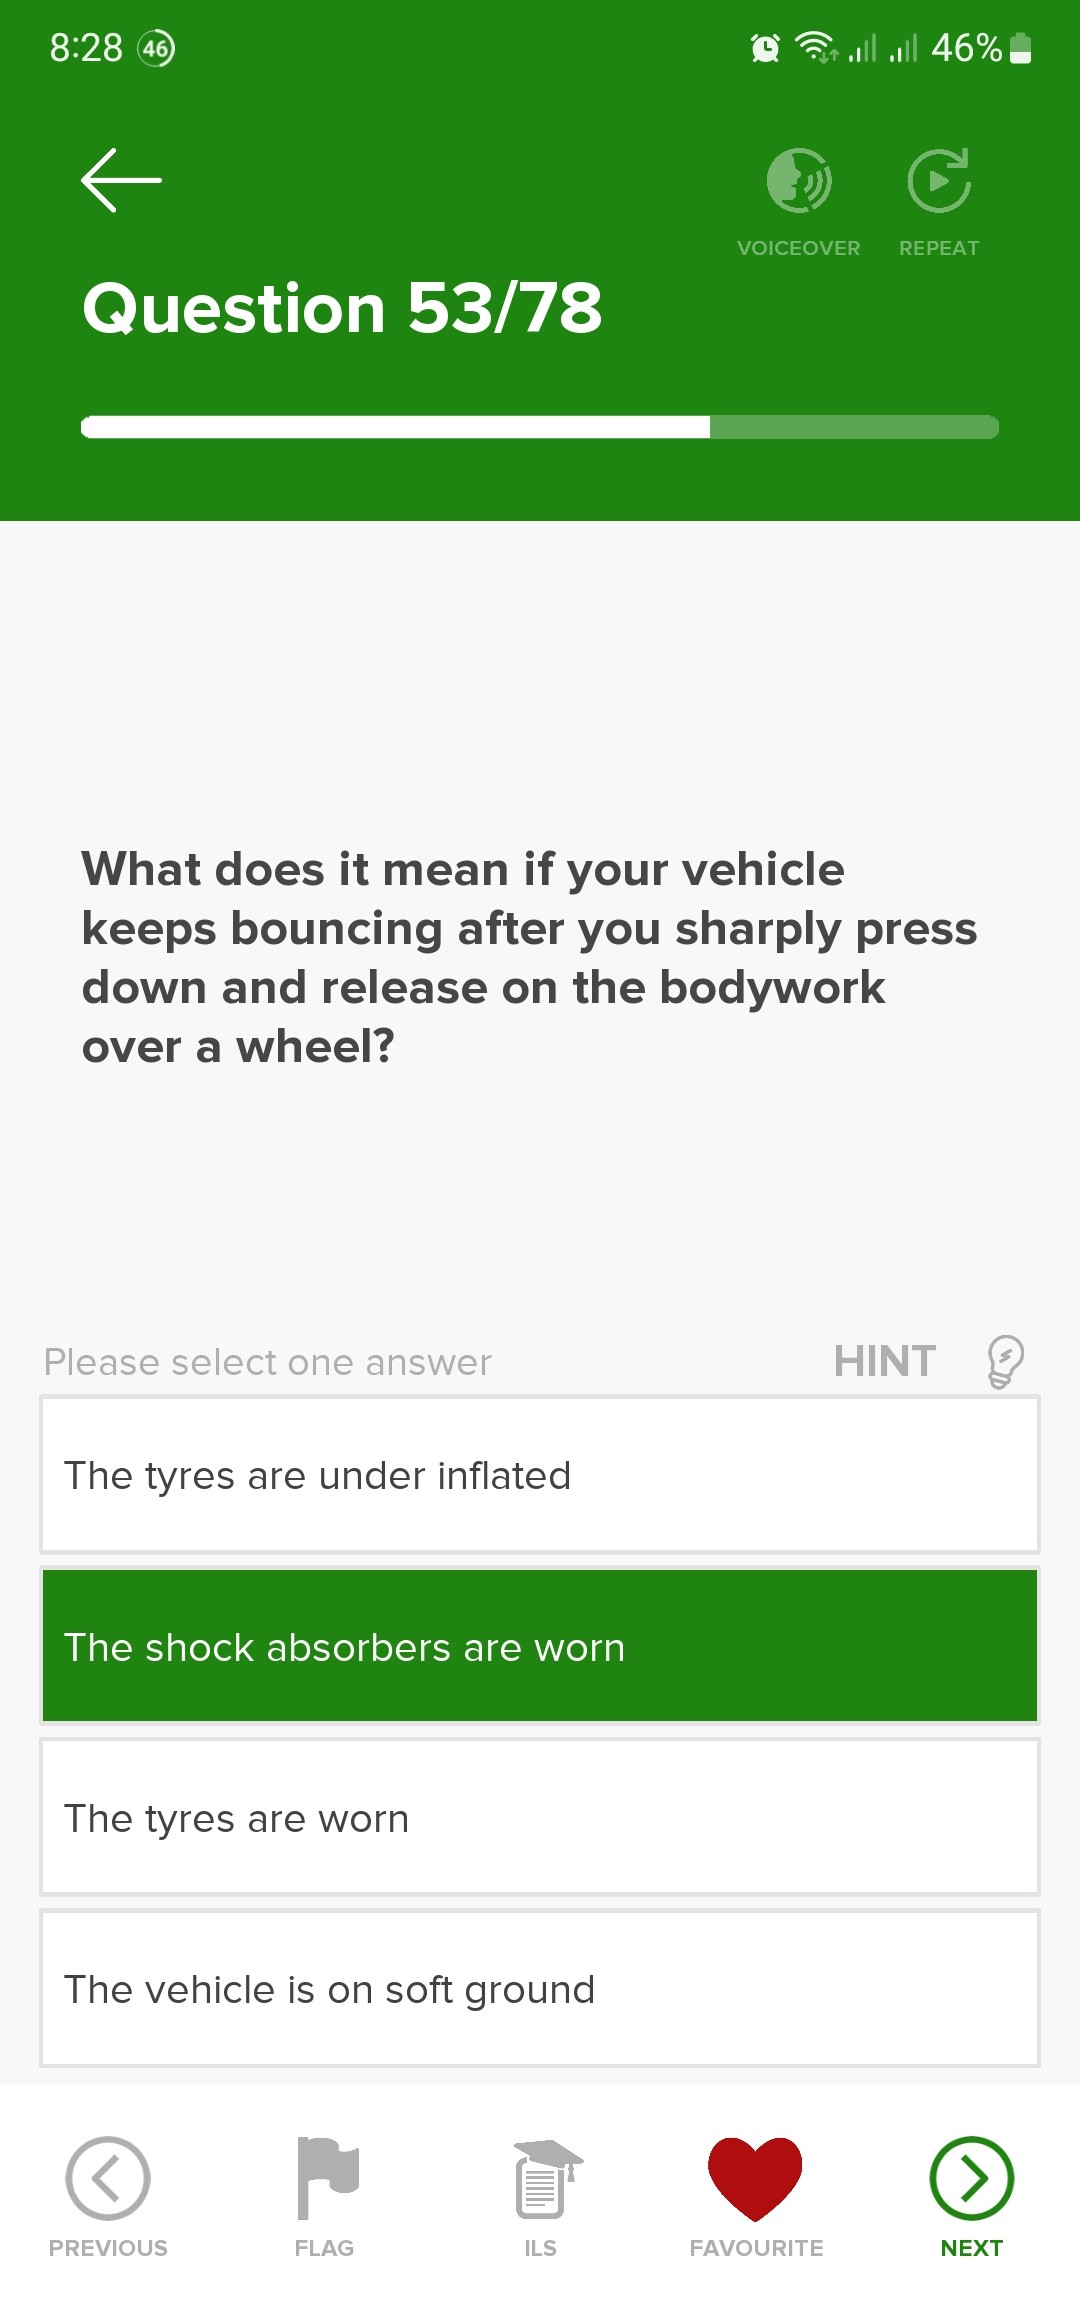 8:28 46 46%
VOICEOVER REPEAT
Question 53/78
What does it mean if your vehicle
keeps bouncing after you sharply press
down and release on the bodywork
over a wheel?
Please select one answer HINT
The tyres are under inflated
The shock absorbers are worn
The tyres are worn
The vehicle is on soft ground
PREVIOUS FLAG ILS FAVOURITE NEXT